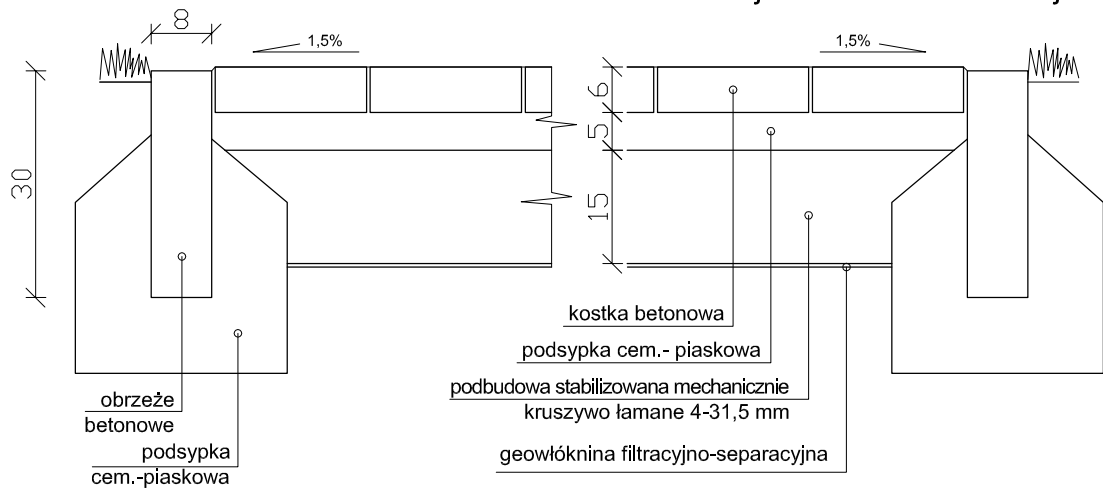 8
1,5%
1,5%
6
5
30
15
kostka betonowa
podsypka cem.- piaskowa
podbudowa stabilizowana mechanicznie
kruszywo łamane 4-31,5 mm
geowłóknina filtracyjno-separacyjna
obrzeże
betonowe
podsypka
cem.-piaskowa